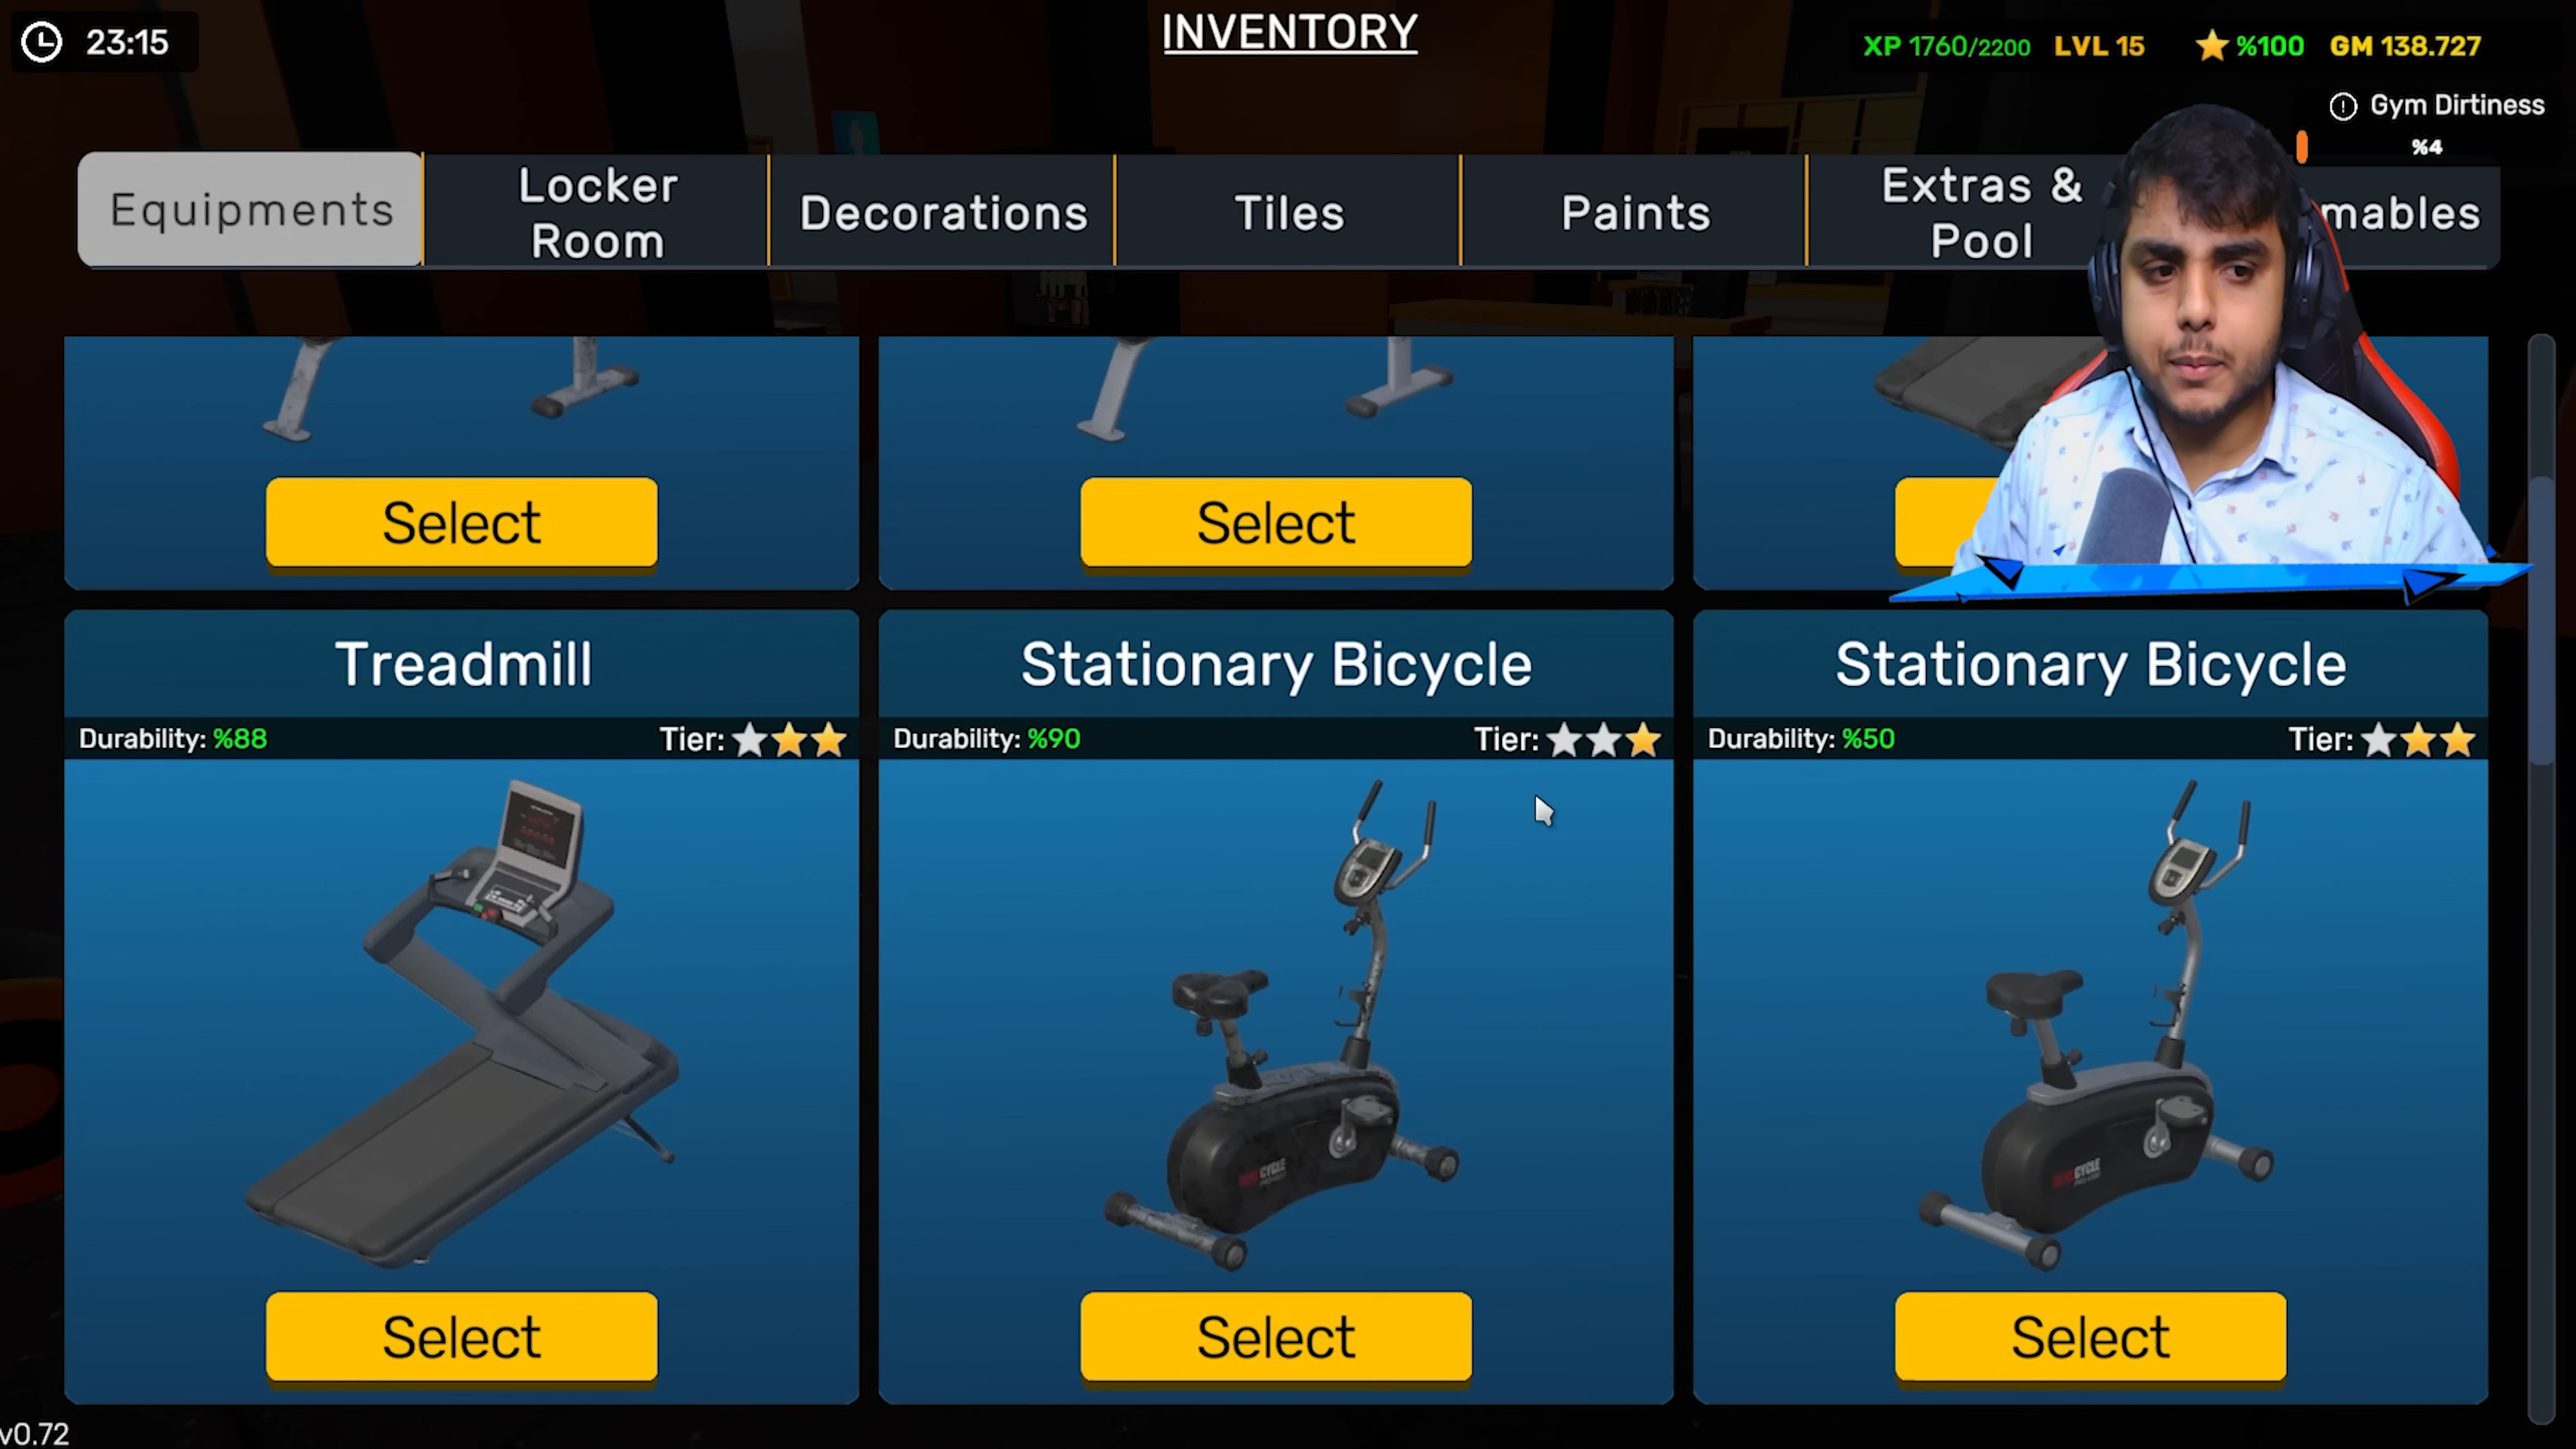 23:15
INVENTORY
XP 1760/2200 LVL 15 %100 GM 138.727
Gym Dirtiness
%4
Equipments
Locker
Room
Decorations
Tiles
Paints
Extras &
Pool
mables
Select
Select
Treadmill
Durability: %88
Tier:
Select
Stationary Bicycle
Durability: %90
Tier:
CYCLE
Select
Stationary Bicycle
Durability: %50
Tier:
CYCLE
Select
v0.72